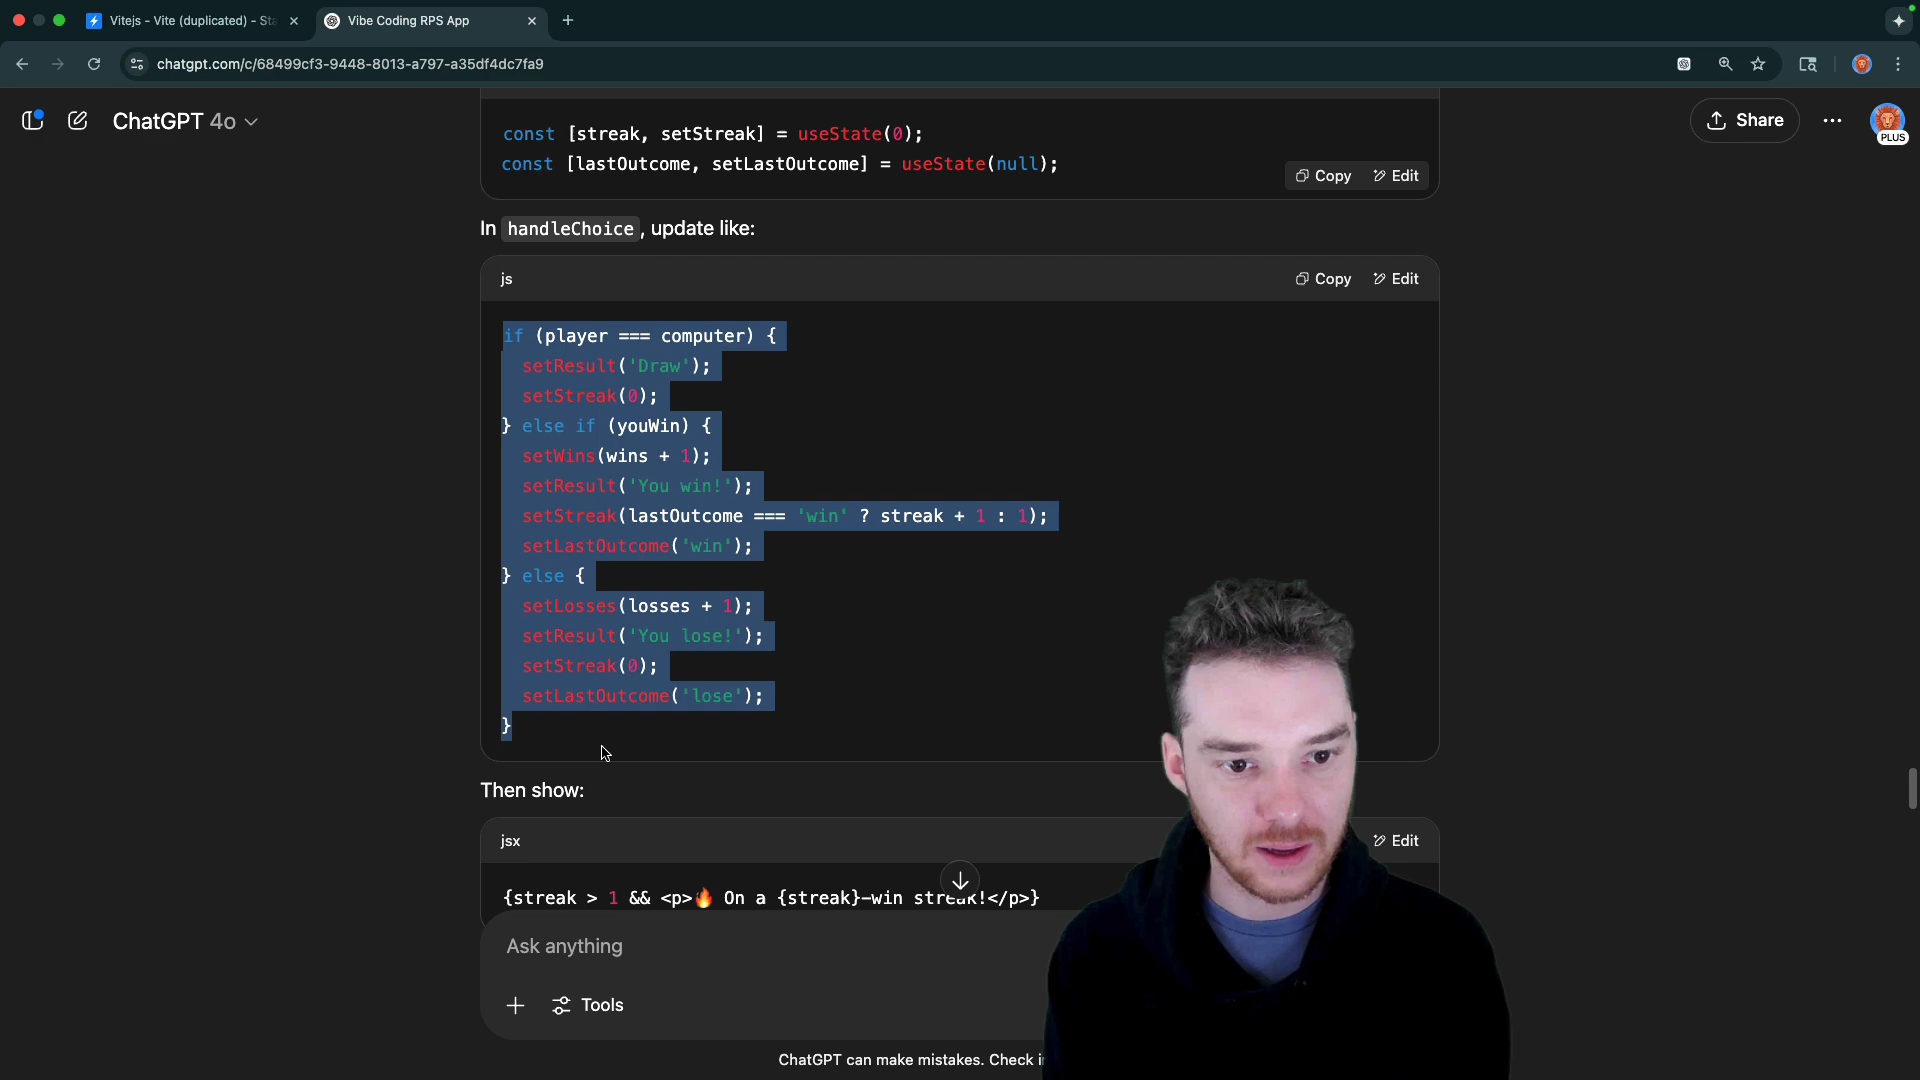 Vitejs - Vite (duplicated) - Sta
Vibe Coding RPS App
chatgpt.com/c/68499cf3-9448-8013-a797-a35df4dc7fa9
ChatGPT 4o
Share
PLUS
const [streak, setStreak] = useState(0);
const [lastOutcome, setLastOutcome] = useState(null);
Copy Edit
In handleChoice, update like:
js
Copy Edit
if (player === computer) {
setResult('Draw');
setStreak(0);
} else if (youWin) {
setWins(wins + 1);
setResult('You win!');
setStreak(lastOutcome === 'win' ? streak + 1 : 1);
setLastOutcome('win');
} else {
setLosses(losses + 1);
setResult('You lose!');
setStreak(0);
setLastOutcome('lose');
}
Then show:
jsx
Edit
{streak > 1 && <p>🔥 On a {streak}-win streak!</p>}
Ask anything
Tools
ChatGPT can make mistakes. Check